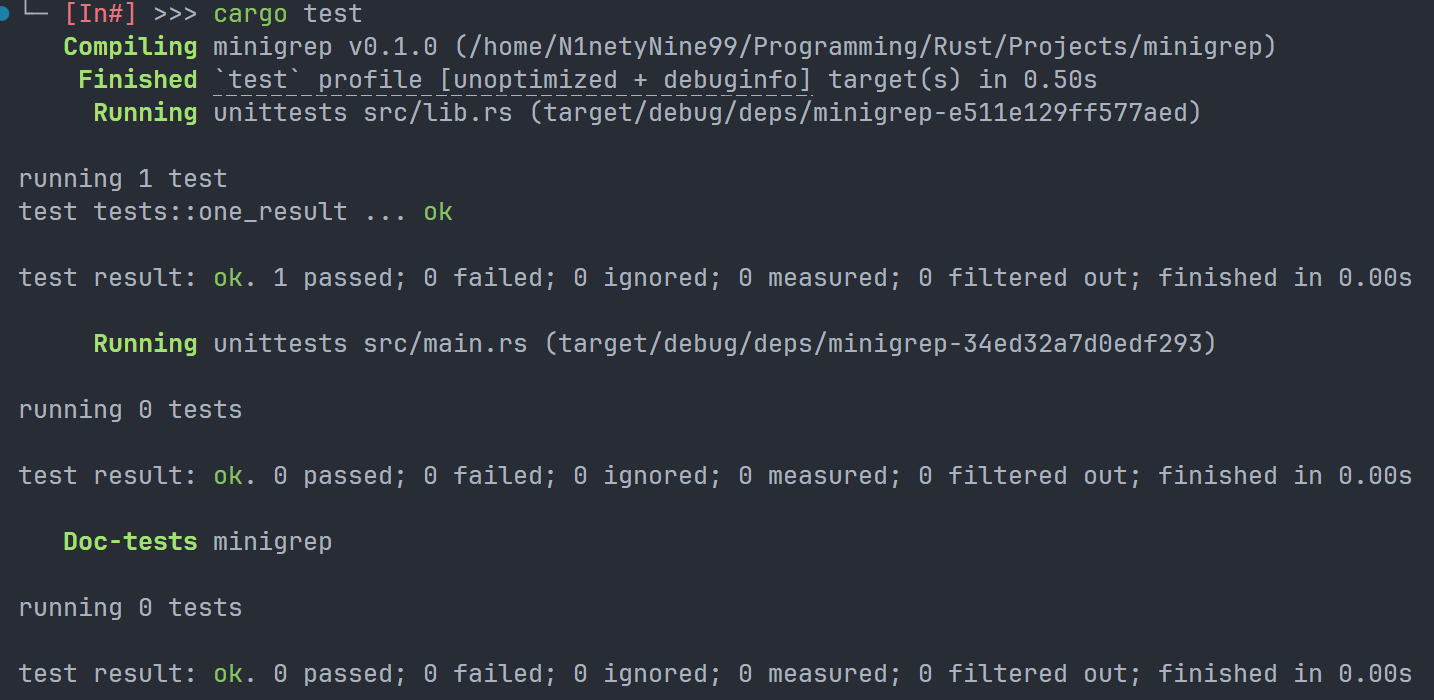 └─ [In#] >>> cargo test
Compiling minigrep v0.1.0 (/home/N1netyNine99/Programming/Rust/Projects/minigrep)
Finished `test` profile [unoptimized + debuginfo] target(s) in 0.50s
Running unittests src/lib.rs (target/debug/deps/minigrep-e511e129ff577aed)
running 1 test
test tests::one_result ... ok
test result: ok. 1 passed; 0 failed; 0 ignored; 0 measured; 0 filtered out; finished in 0.00s
Running unittests src/main.rs (target/debug/deps/minigrep-34ed32a7d0edf293)
running 0 tests
test result: ok. 0 passed; 0 failed; 0 ignored; 0 measured; 0 filtered out; finished in 0.00s
Doc-tests minigrep
running 0 tests
test result: ok. 0 passed; 0 failed; 0 ignored; 0 measured; 0 filtered out; finished in 0.00s